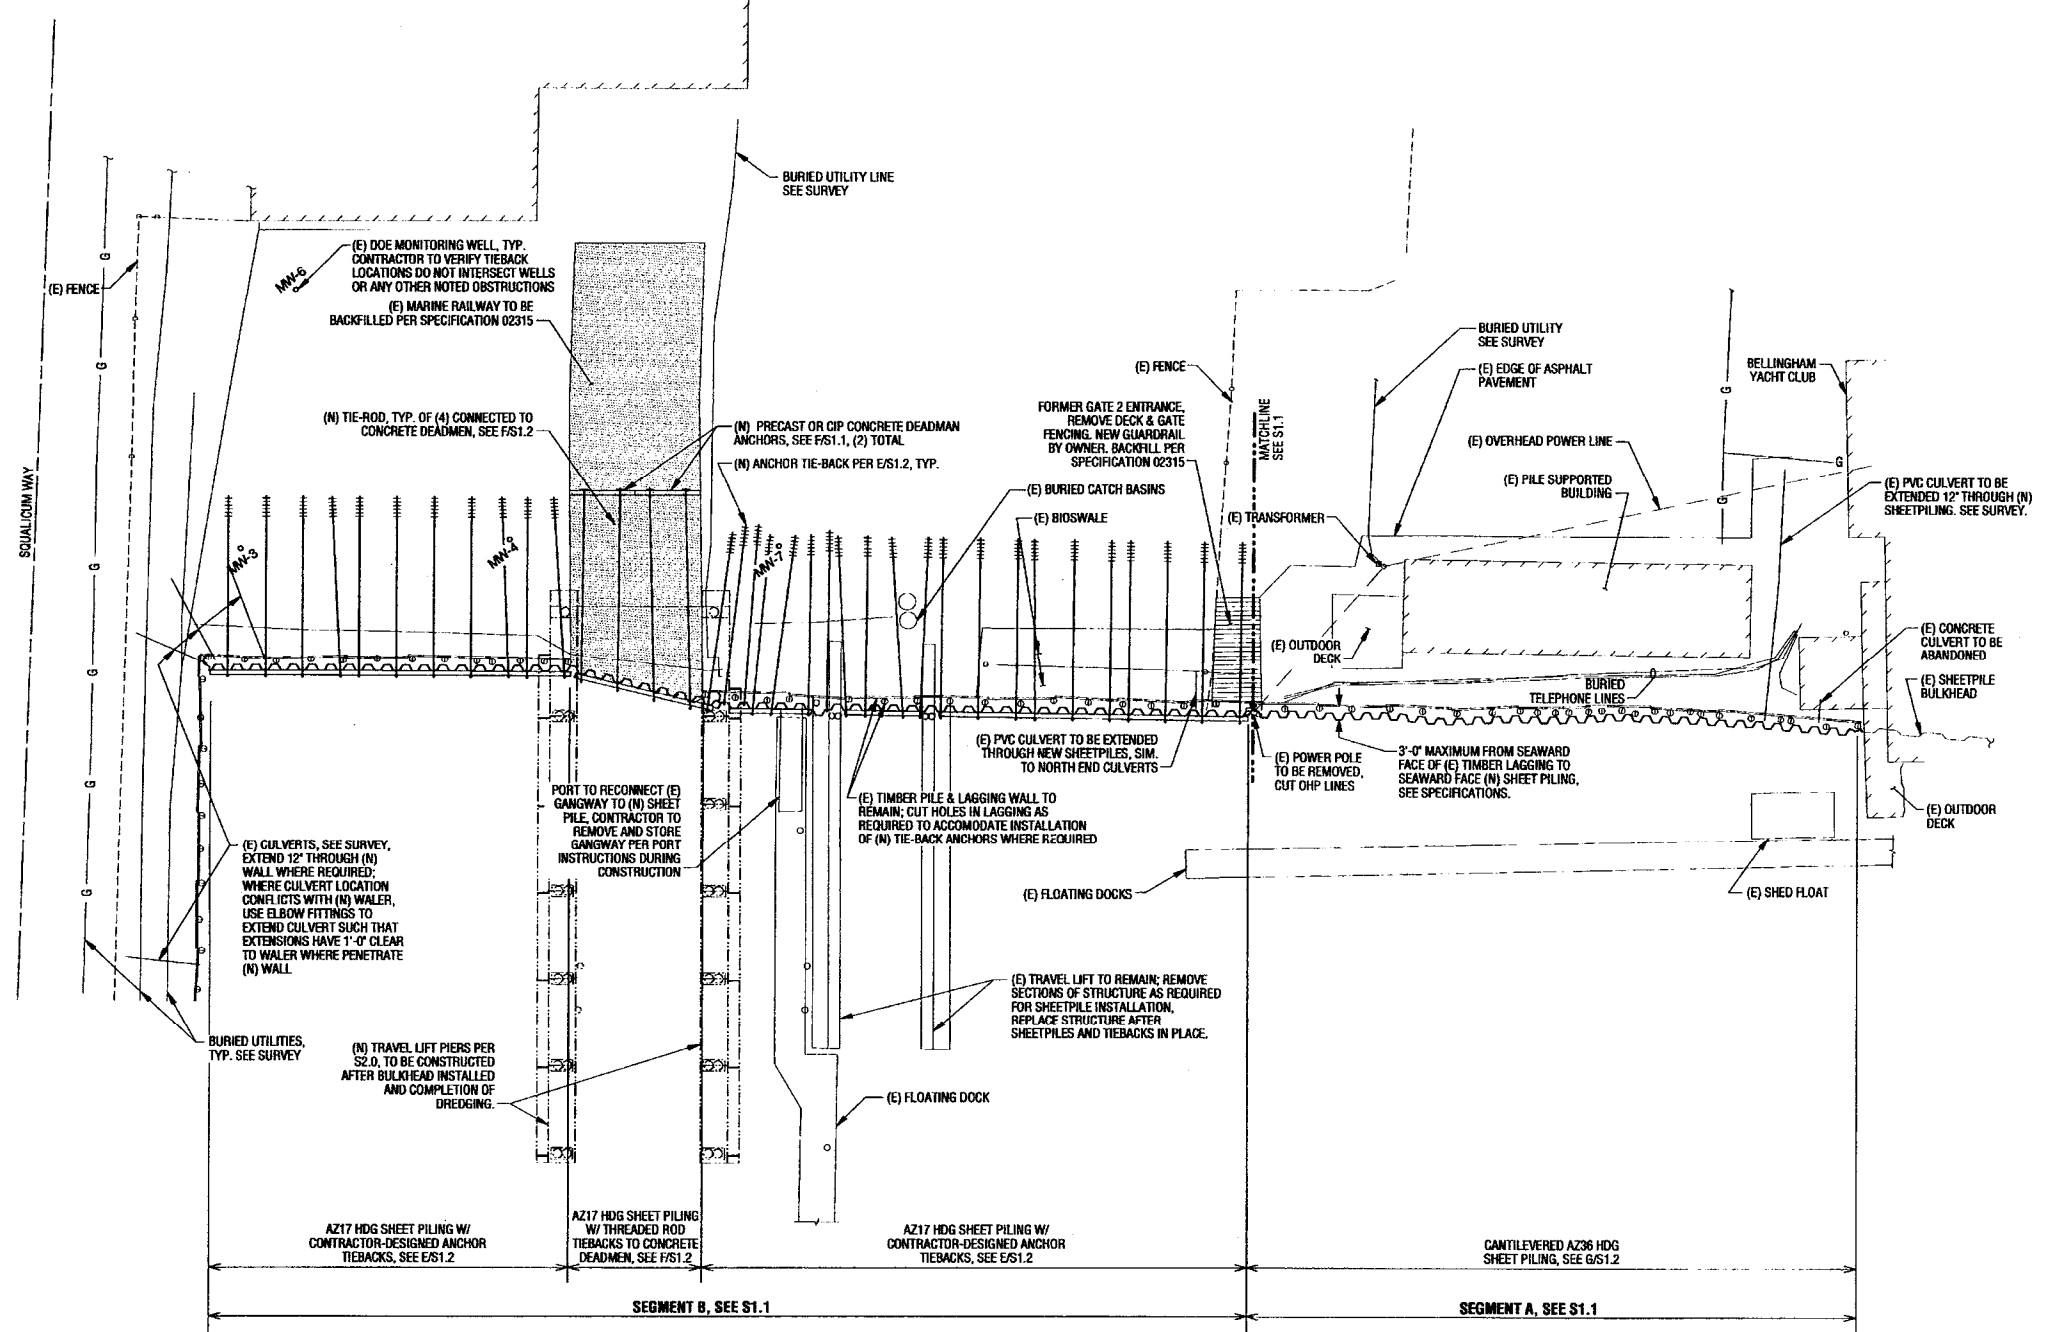 BURIED UTILITY LINE
SEE SURVEY
(E) DOE MONITORING WELL, TYP.
CONTRACTOR TO VERIFY TIEBACK
LOCATIONS DO NOT INTERSECT WELLS
OR ANY OTHER NOTED OBSTRUCTIONS
MW-6
(E) FENCE
G
G
G
G
G
G
(E) MARINE RAILWAY TO BE
BACKFILLED PER SPECIFICATION 02315
(N) TIE-ROD, TYP. OF (4) CONNECTED TO
CONCRETE DEADMEN, SEE F/S1.2
(N) PRECAST OR CIP CONCRETE DEADMAN
ANCHORS, SEE F/S1.1, (2) TOTAL
(N) ANCHOR TIE-BACK PER E/S1.2, TYP.
(E) BURIED CATCH BASINS
(E) BIOSWALE
(E) FENCE
FORMER GATE 2 ENTRANCE,
REMOVE DECK & GATE
FENCING. NEW GUARDRAIL
BY OWNER. BACKFILL PER
SPECIFICATION 02315
MATCHLINE
SEE S1.1
BURIED UTILITY
SEE SURVEY
(E) EDGE OF ASPHALT
PAVEMENT
BELLINGHAM
YACHT CLUB
G
G
G
(E) OVERHEAD POWER LINE
(E) PILE SUPPORTED
BUILDING
(E) TRANSFORMER
(E) PVC CULVERT TO BE
EXTENDED 12" THROUGH (N)
SHEETPILING. SEE SURVEY.
SQUALICUM WAY
MW-3
MW-4
MW-7
(E) OUTDOOR
DECK
BURIED
TELEPHONE LINES
(E) CONCRETE
CULVERT TO BE
ABANDONED
(E) SHEETPILE
BULKHEAD
(E) PVC CULVERT TO BE EXTENDED
THROUGH NEW SHEETPILES, SIM.
TO NORTH END CULVERTS
(E) POWER POLE
TO BE REMOVED,
CUT OHP LINES
3'-0" MAXIMUM FROM SEAWARD
FACE OF (E) TIMBER LAGGING TO
SEAWARD FACE (N) SHEET PILING,
SEE SPECIFICATIONS.
PORT TO RECONNECT (E)
GANGWAY TO (N) SHEET
PILE, CONTRACTOR TO
REMOVE AND STORE
GANGWAY PER PORT
INSTRUCTIONS DURING
CONSTRUCTION
(E) TIMBER PILE & LAGGING WALL TO
REMAIN; CUT HOLES IN LAGGING AS
REQUIRED TO ACCOMODATE INSTALLATION
OF (N) TIE-BACK ANCHORS WHERE REQUIRED
(E) OUTDOOR
DECK
(E) CULVERTS, SEE SURVEY,
EXTEND 12" THROUGH (N)
WALL WHERE REQUIRED;
WHERE CULVERT LOCATION
CONFLICTS WITH (N) WALER,
USE ELBOW FITTINGS TO
EXTEND CULVERT SUCH THAT
EXTENSIONS HAVE 1'-0" CLEAR
TO WALER WHERE PENETRATE
(N) WALL
(E) FLOATING DOCKS
(E) SHED FLOAT
(E) TRAVEL LIFT TO REMAIN; REMOVE
SECTIONS OF STRUCTURE AS REQUIRED
FOR SHEETPILE INSTALLATION,
REPLACE STRUCTURE AFTER
SHEETPILES AND TIEBACKS IN PLACE.
BURIED UTILITIES,
TYP. SEE SURVEY
(N) TRAVEL LIFT PIERS PER
S2.0, TO BE CONSTRUCTED
AFTER BULKHEAD INSTALLED
AND COMPLETION OF
DREDGING.
(E) FLOATING DOCK
AZ17 HDG SHEET PILING W/
CONTRACTOR-DESIGNED ANCHOR
TIEBACKS, SEE E/S1.2
AZ17 HDG SHEET PILING
W/ THREADED ROD
TIEBACKS TO CONCRETE
DEADMEN, SEE F/S1.2
AZ17 HDG SHEET PILING W/
CONTRACTOR-DESIGNED ANCHOR
TIEBACKS, SEE E/S1.2
CANTILEVERED AZ36 HDG
SHEET PILING, SEE G/S1.2
SEGMENT B, SEE S1.1
SEGMENT A, SEE S1.1